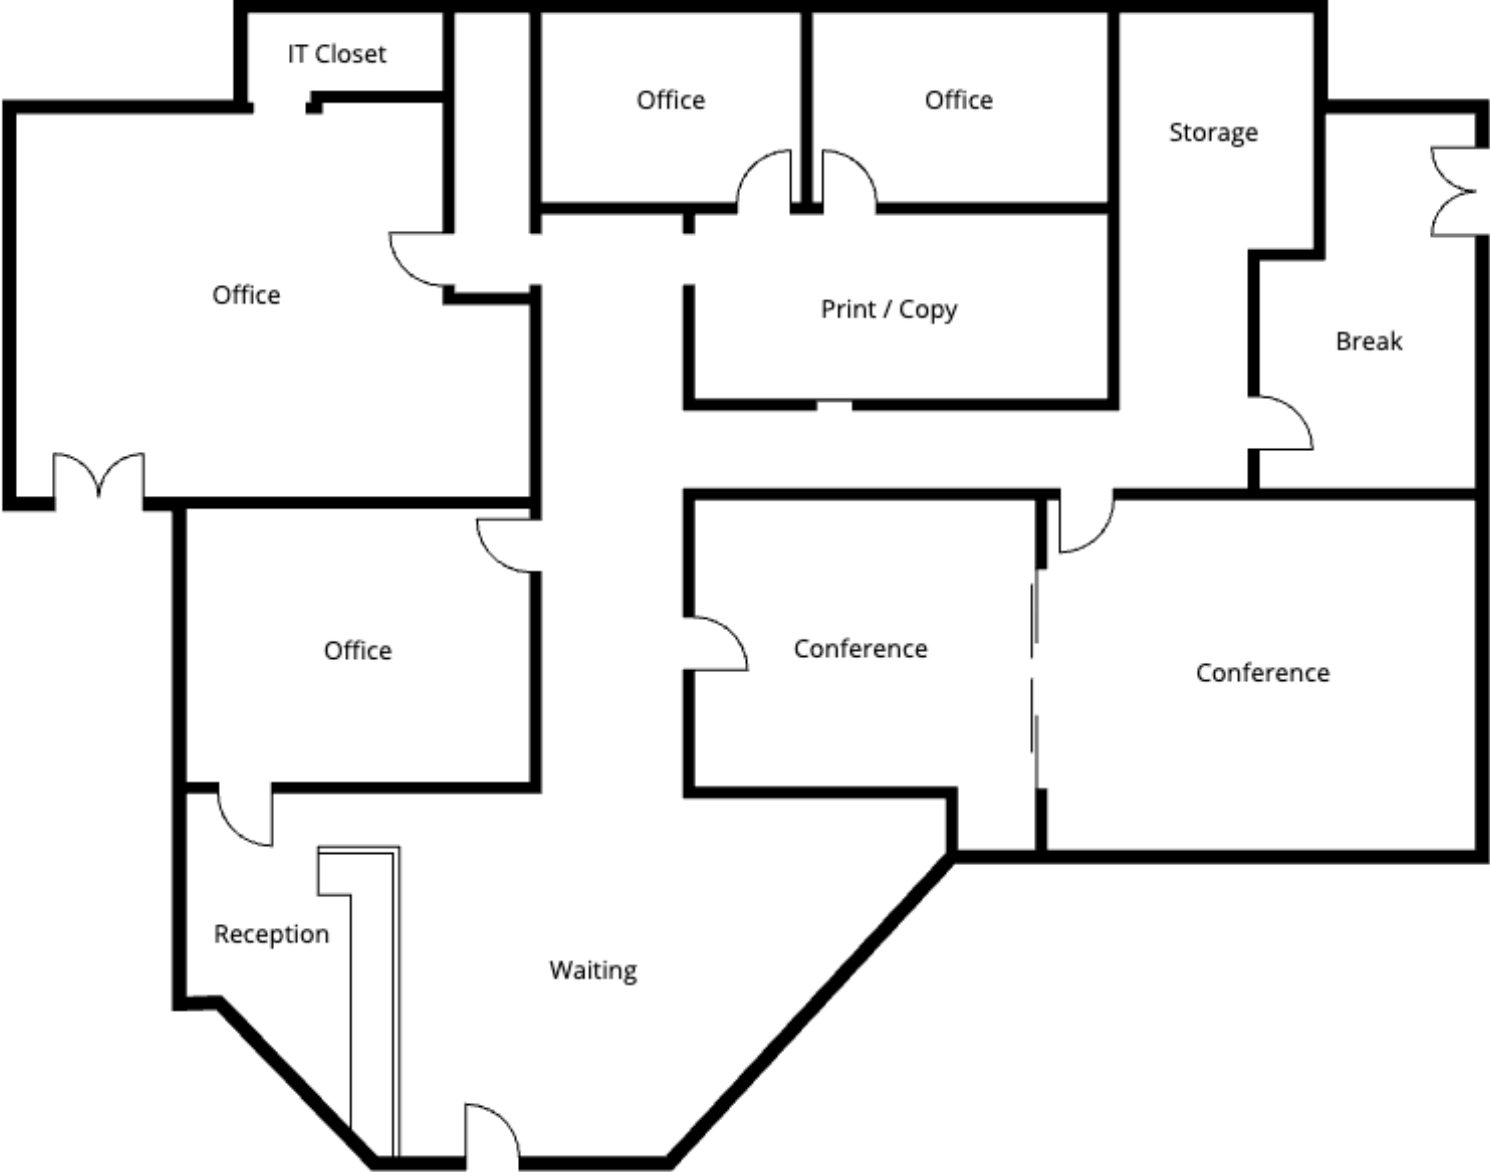 IT Closet
Office
Office
Storage
Office
Print / Copy
Break
Office
Conference
Conference
Reception
Waiting